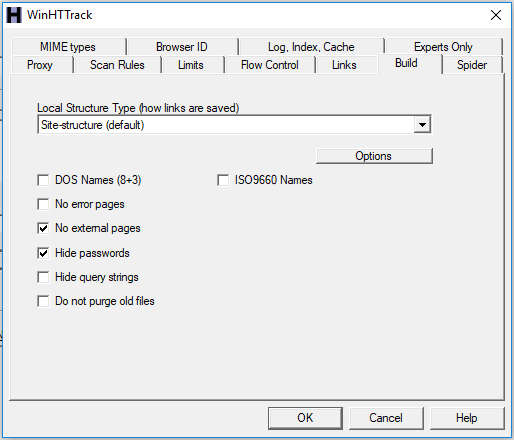 WinHTTrack
MIME types Browser ID Log, Index, Cache Experts Only
Proxy Scan Rules Limits Flow Control Links Build Spider
Local Structure Type (how links are saved)
Site-structure (default)
Options
DOS Names (8+3) ISO9660 Names
No error pages
No external pages
Hide passwords
Hide query strings
Do not purge old files
OK Cancel Help